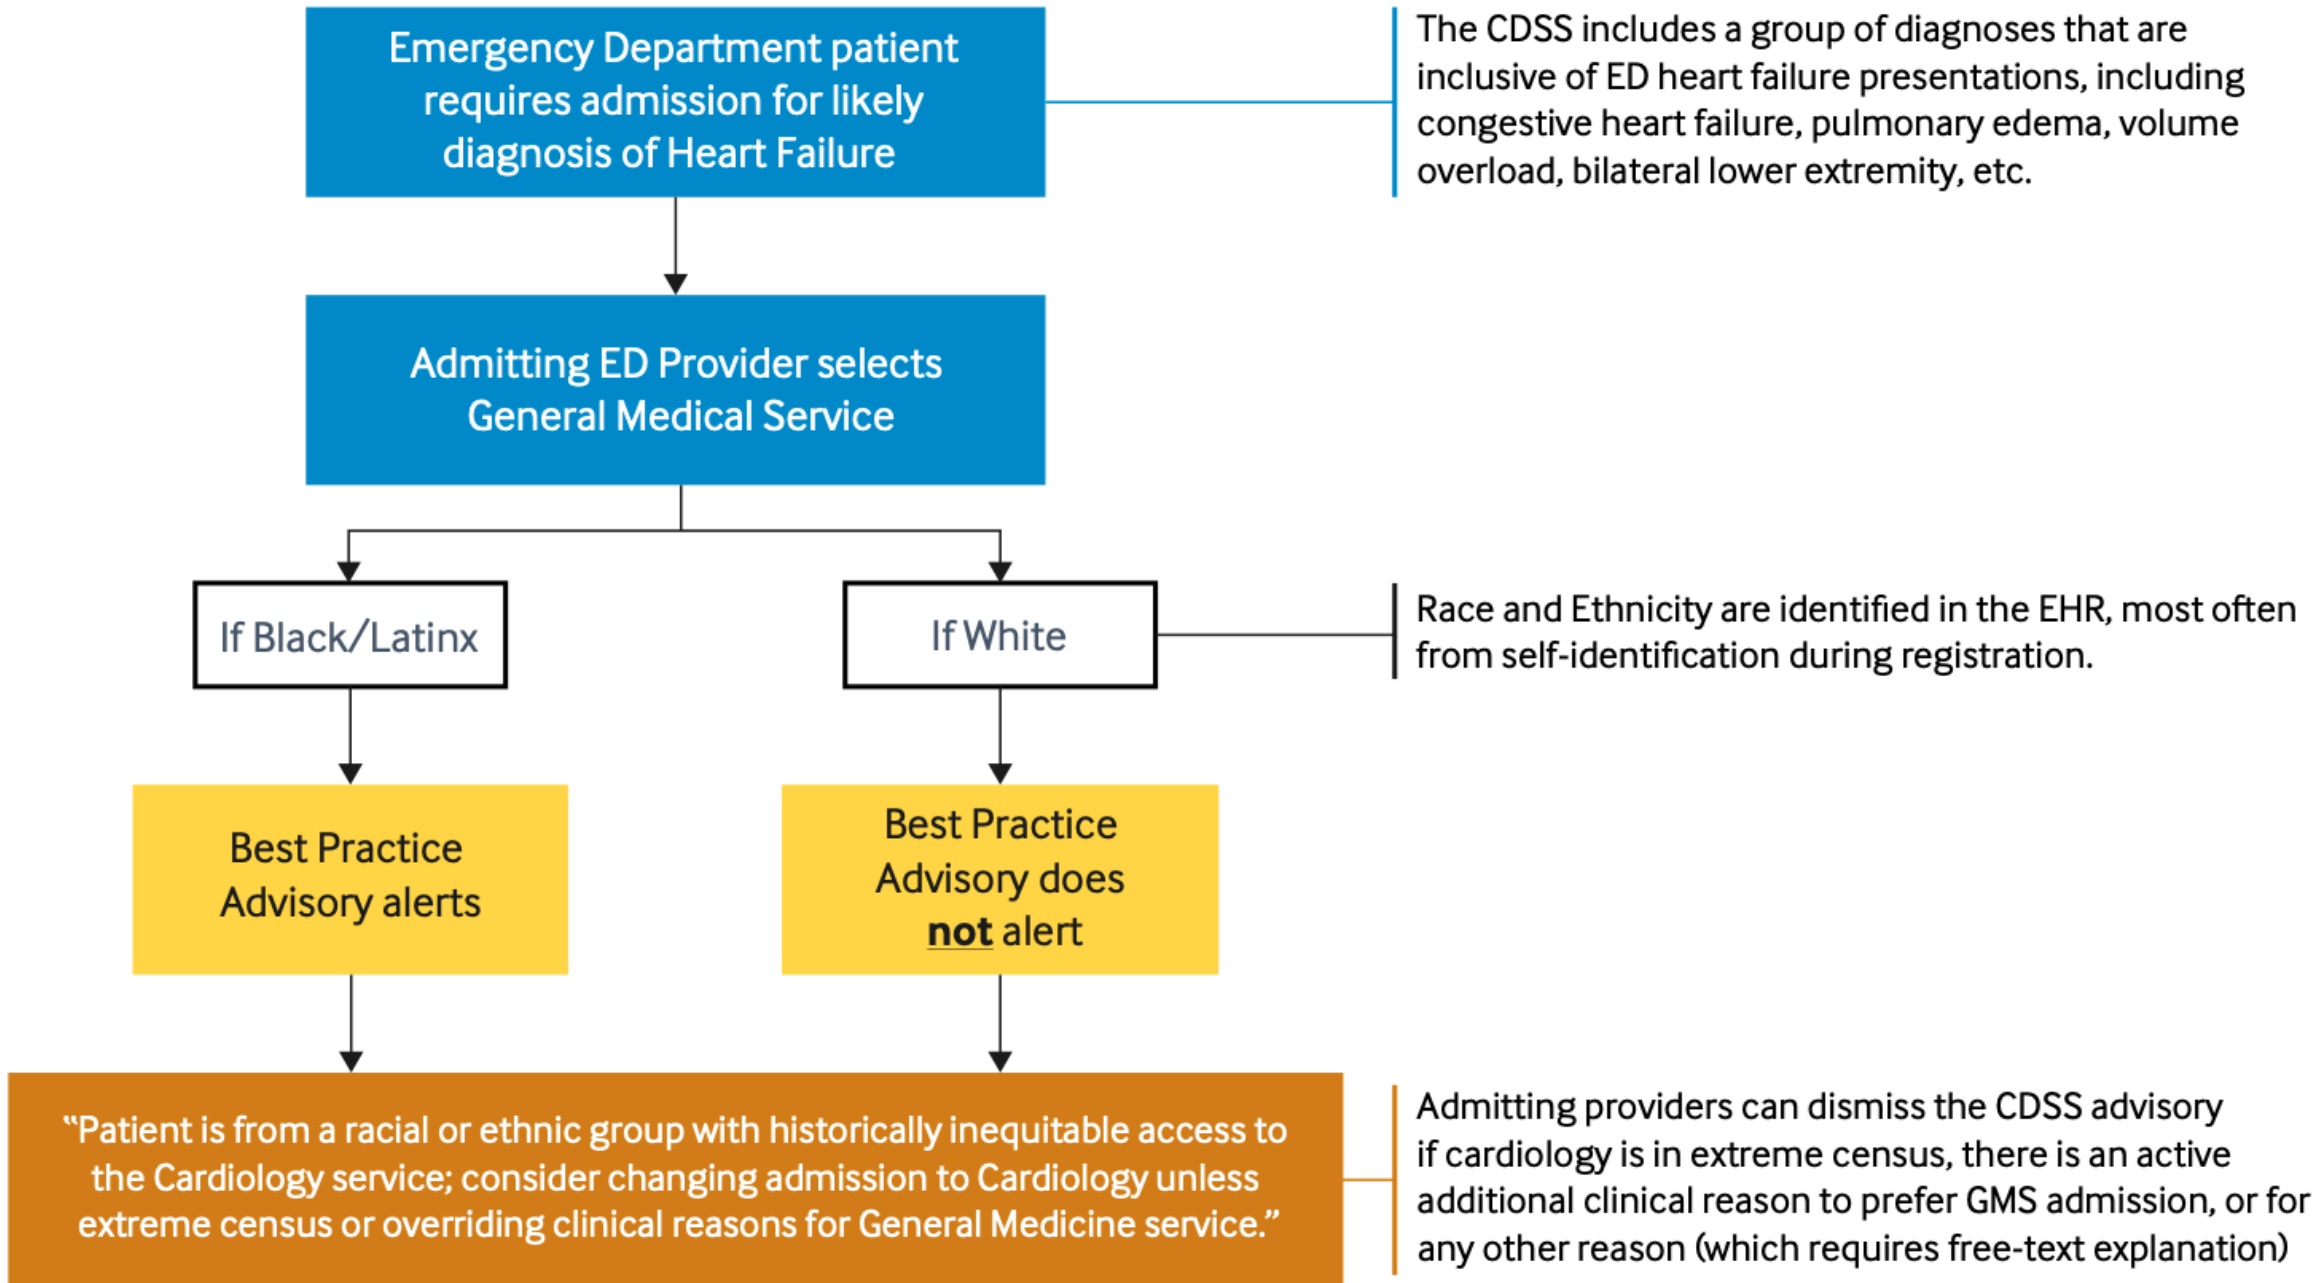 Emergency Department patient
requires admission for likely
diagnosis of Heart Failure
The CDSS includes a group of diagnoses that are
inclusive of ED heart failure presentations, including
congestive heart failure, pulmonary edema, volume
overload, bilateral lower extremity, etc.
Admitting ED Provider selects
General Medical Service
If Black/Latinx
If White
Race and Ethnicity are identified in the EHR, most often
from self-identification during registration.
Best Practice
Advisory alerts
Best Practice
Advisory does
not alert
“Patient is from a racial or ethnic group with historically inequitable access to
the Cardiology service; consider changing admission to Cardiology unless
extreme census or overriding clinical reasons for General Medicine service.”
Admitting providers can dismiss the CDSS advisory
if cardiology is in extreme census, there is an active
additional clinical reason to prefer GMS admission, or for
any other reason (which requires free-text explanation)